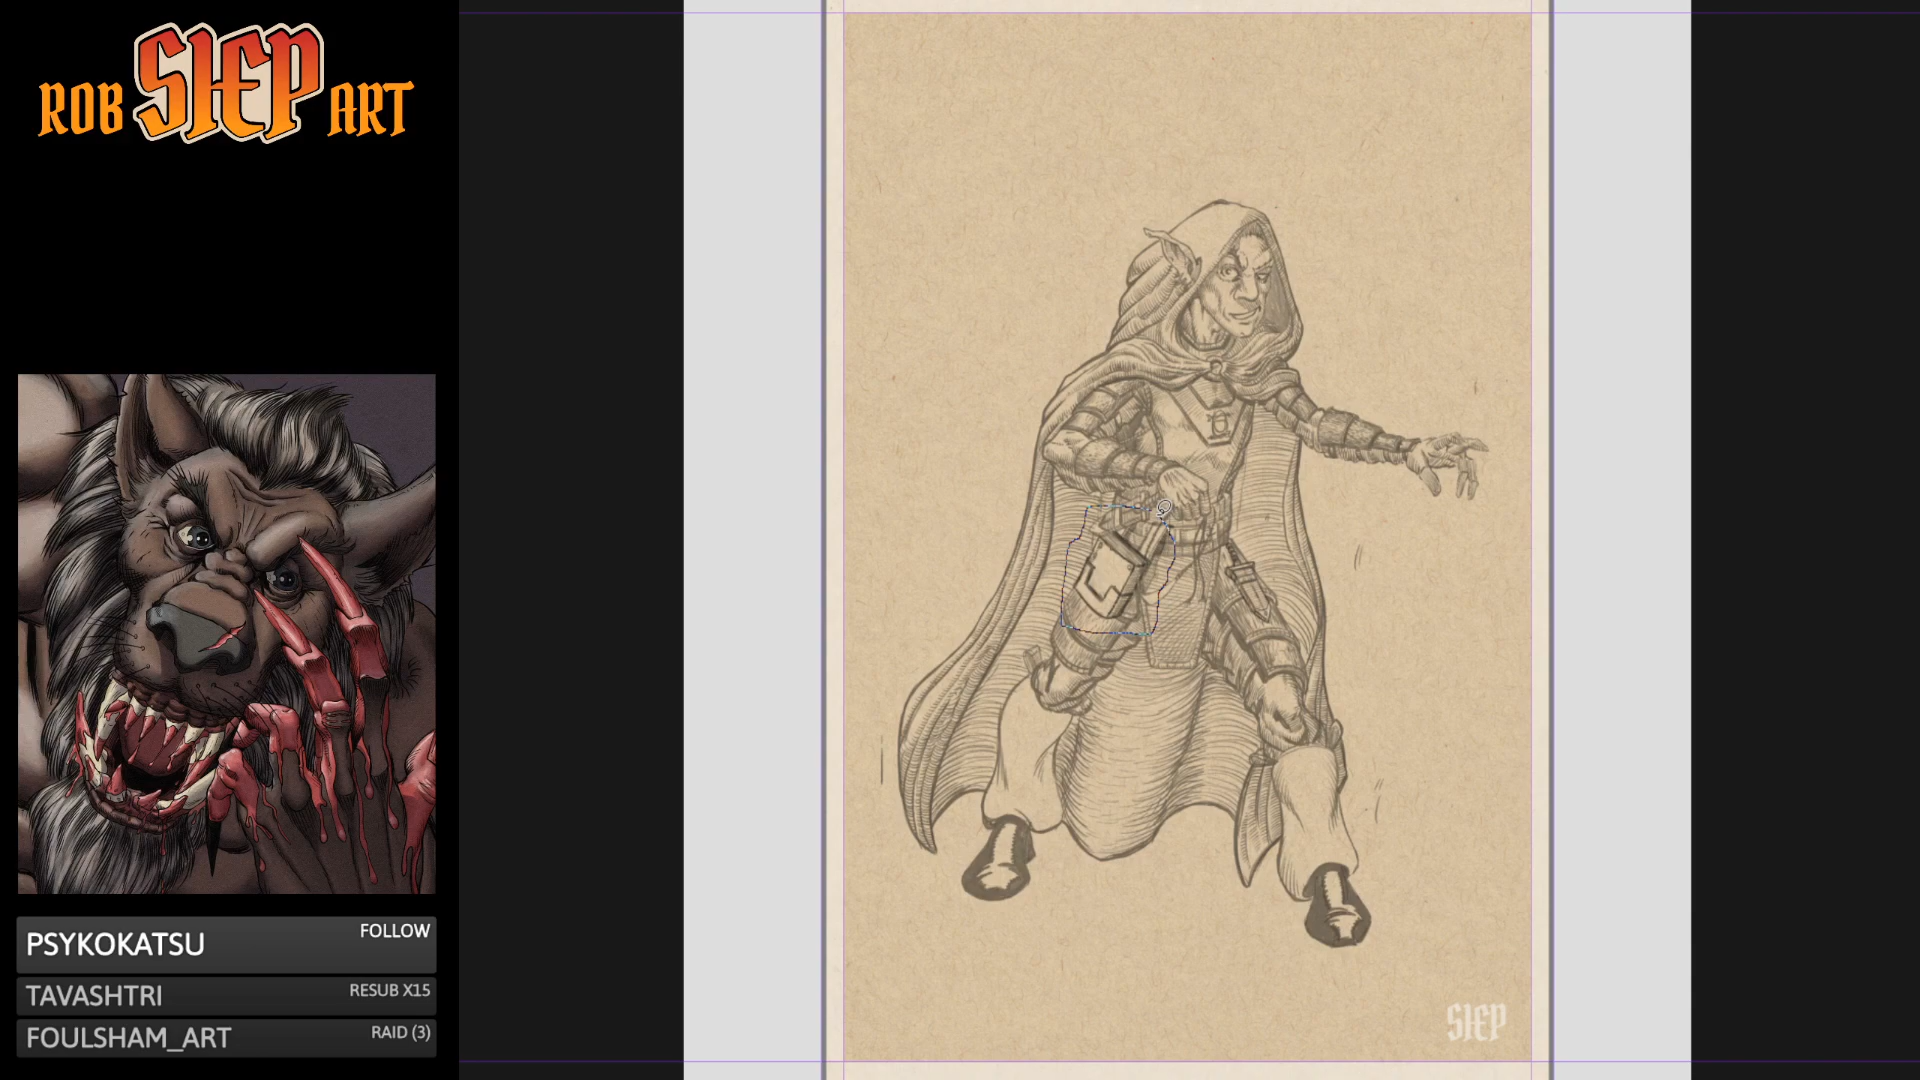 ROB SIEP ART
PSYKOKATSU FOLLOW
TAVASHTRI RESUB X15
FOULSHAM_ART RAID (3)
SIEP